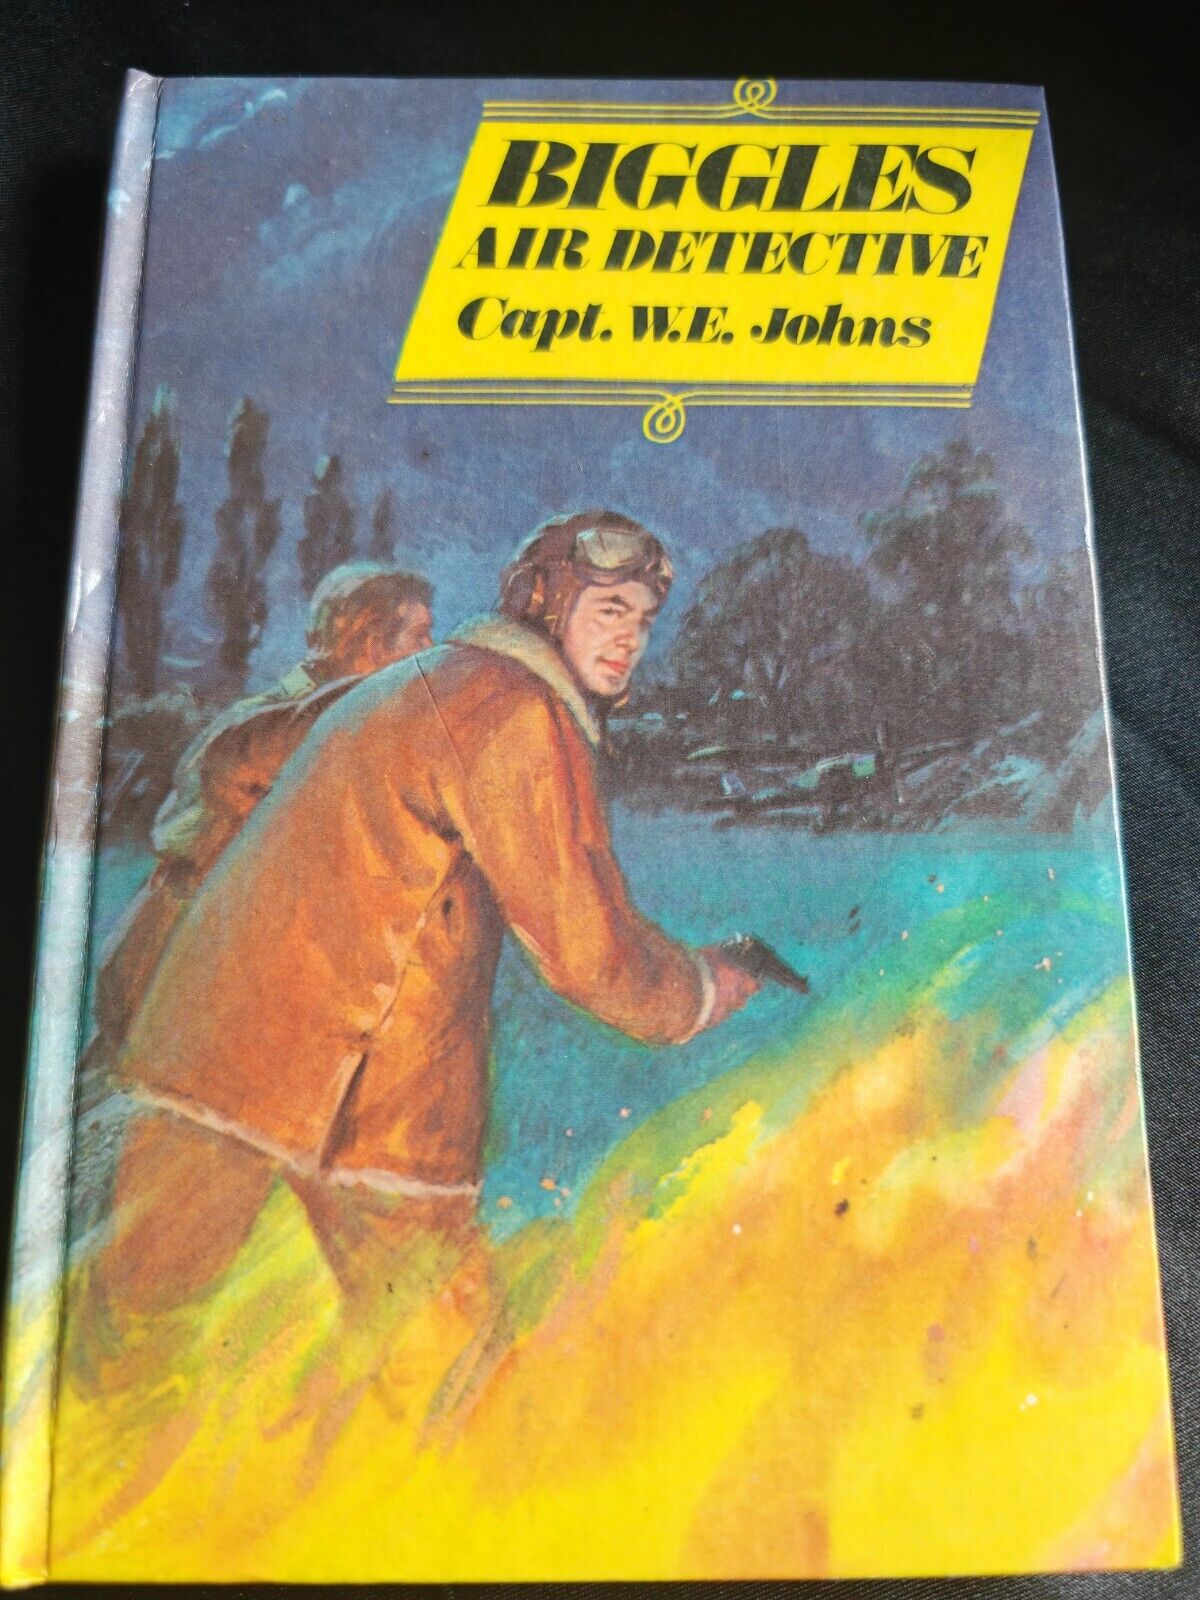 BIGGLES
AIR DETECTIVE
Capt. W.E. Johns